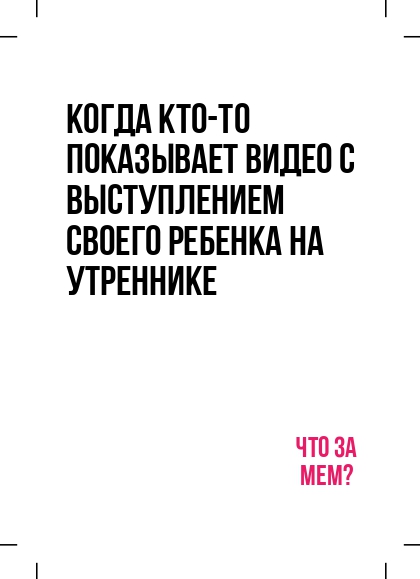 КОГДА КТО-ТО
ПОКАЗЫВАЕТ ВИДЕО С
ВЫСТУПЛЕНИЕМ
СВОЕГО РЕБЕНКА НА
УТРЕННИКЕ
ЧТО ЗА
МЕМ?